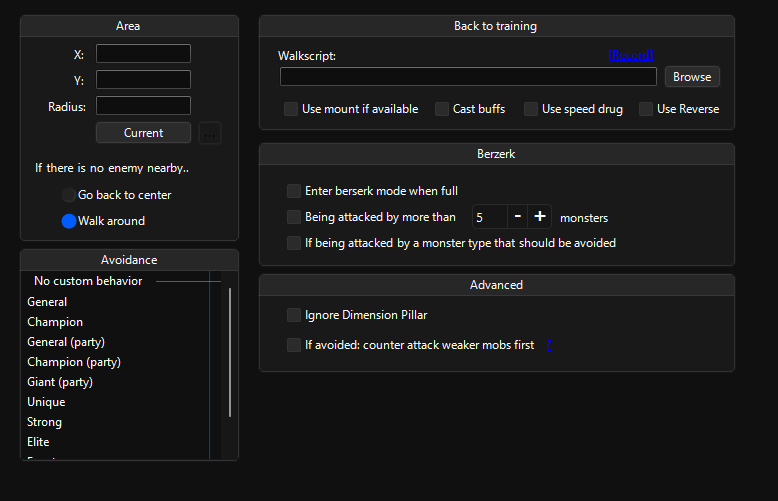 Area
X:
Y:
Radius:
Current
...
If there is no enemy nearby..
Go back to center
Walk around
Avoidance
No custom behavior
General
Champion
General (party)
Champion (party)
Giant (party)
Unique
Strong
Elite
Back to training
Walkscript:
[Record]
Browse
Use mount if available
Cast buffs
Use speed drug
Use Reverse
Berzerk
Enter berserk mode when full
Being attacked by more than 5 - + monsters
If being attacked by a monster type that should be avoided
Advanced
Ignore Dimension Pillar
If avoided: counter attack weaker mobs first